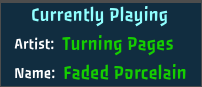 Currently Playing
Artist: Turning Pages
Name: Faded Porcelain